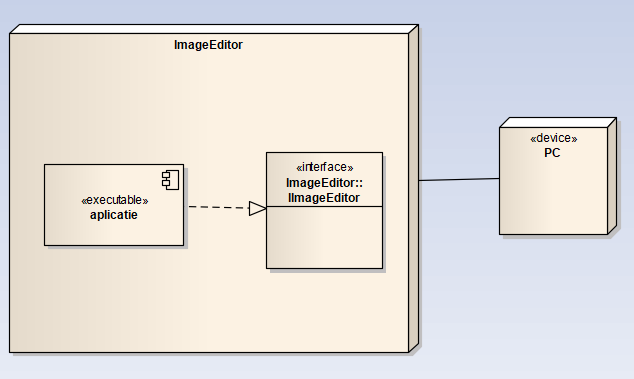 ImageEditor
«executable»
aplicatie
«interface»
ImageEditor::
IImageEditor
«device»
PC